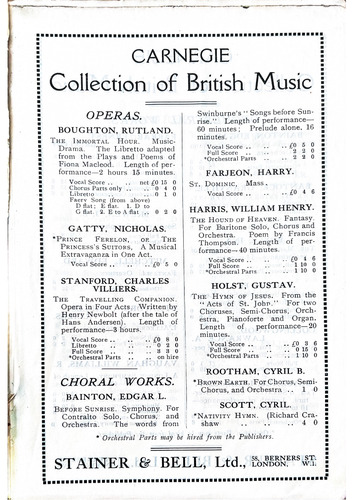 CARNEGIE
Collection of British Music
OPERAS.
BOUGHTON, RUTLAND.
THE IMMORTAL HOUR. Music-
Drama. The Libretto adapted
from the Plays and Poems of
Fiona Macleod. Length of
performance—2 hours 15 minutes.
Vocal Score .. .. net £0 15 0
Chorus Parts only .. .. 0 4 0
Libretto .. .. .. 0 1 0
Faery Song (from above)
D flat; E flat. 1. D to
G flat. 2. E to A flat .. 0 2 0
GATTY, NICHOLAS.
*PRINCE FERELON, OR THE
PRINCESS'S SUITORS. A Musical
Extravaganza in One Act.
Vocal Score .. .. .. £0 5 0
STANFORD, CHARLES
VILLIERS.
THE TRAVELLING COMPANION.
Opera in Four Acts. Written by
Henry Newbolt (after the tale of
Hans Andersen). Length of
performance—3 hours.
Vocal Score .. .. .. £0 8 0
Libretto .. .. .. 0 2 0
Full Score .. .. .. 3 3 0
*Orchestral Parts .. .. on hire
CHORAL WORKS.
BAINTON, EDGAR L.
BEFORE SUNRISE. Symphony. For
Contralto Solo, Chorus, and
Orchestra. The words from
Swinburne's "Songs before Sun-
rise." Length of performance—
60 minutes; Prelude alone, 16
minutes.
Vocal Score .. .. .. £0 5 0
Full Score .. .. .. 2 2 0
*Orchestral Parts .. .. 2 2 0
FARJEON, HARRY.
ST. DOMINIC, Mass.
Vocal Score .. .. .. £0 4 6
HARRIS, WILLIAM HENRY.
THE HOUND OF HEAVEN. Fantasy.
For Baritone Solo, Chorus and
Orchestra. Poem by Francis
Thompson. Length of per-
formance—40 minutes.
Vocal Score .. .. .. £0 4 6
Full Score .. .. .. 1 10 0
*Orchestral Parts .. .. 1 10 0
HOLST, GUSTAV.
THE HYMN OF JESUS. From the
"Acts of St. John." For two
Choruses, Semi-Chorus, Orch-
estra, Pianoforte and Organ.
Length of performance—20
minutes.
Vocal Score .. .. .. £0 3 6
Full Score .. .. .. 0 15 0
*Orchestral Parts .. .. 1 10 0
ROOTHAM, CYRIL B.
*BROWN EARTH. For Chorus, Semi-
Chorus, and Orchestra .. 1 0
SCOTT, CYRIL.
*NATIVITY HYMN. (Richard Cra-
shaw .. .. .. .. 4 0
* Orchestral Parts may be hired from the Publishers.
STAINER & BELL, Ltd., 58, BERNERS ST.
LONDON, W.1.